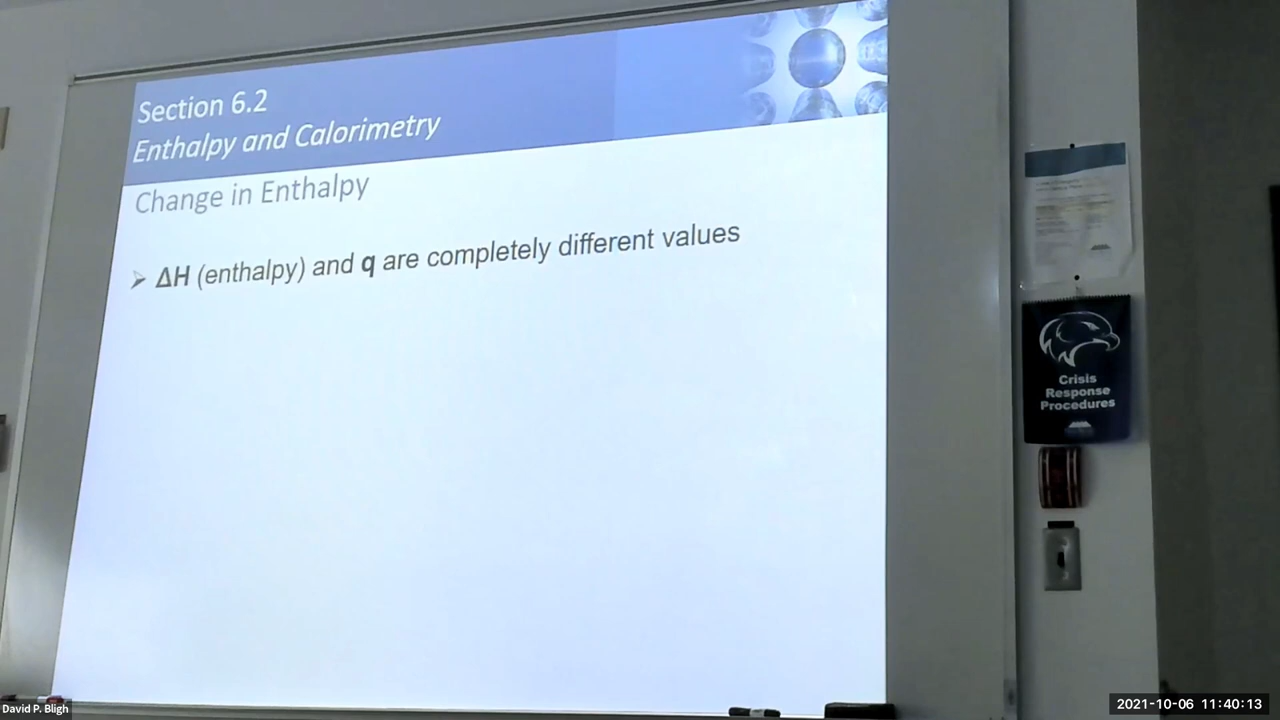 Section 6.2
Enthalpy and Calorimetry
Change in Enthalpy
➢ ΔH (enthalpy) and q are completely different values
Crisis
Response
Procedures
David P. Bligh
2021-10-06 11:40:13